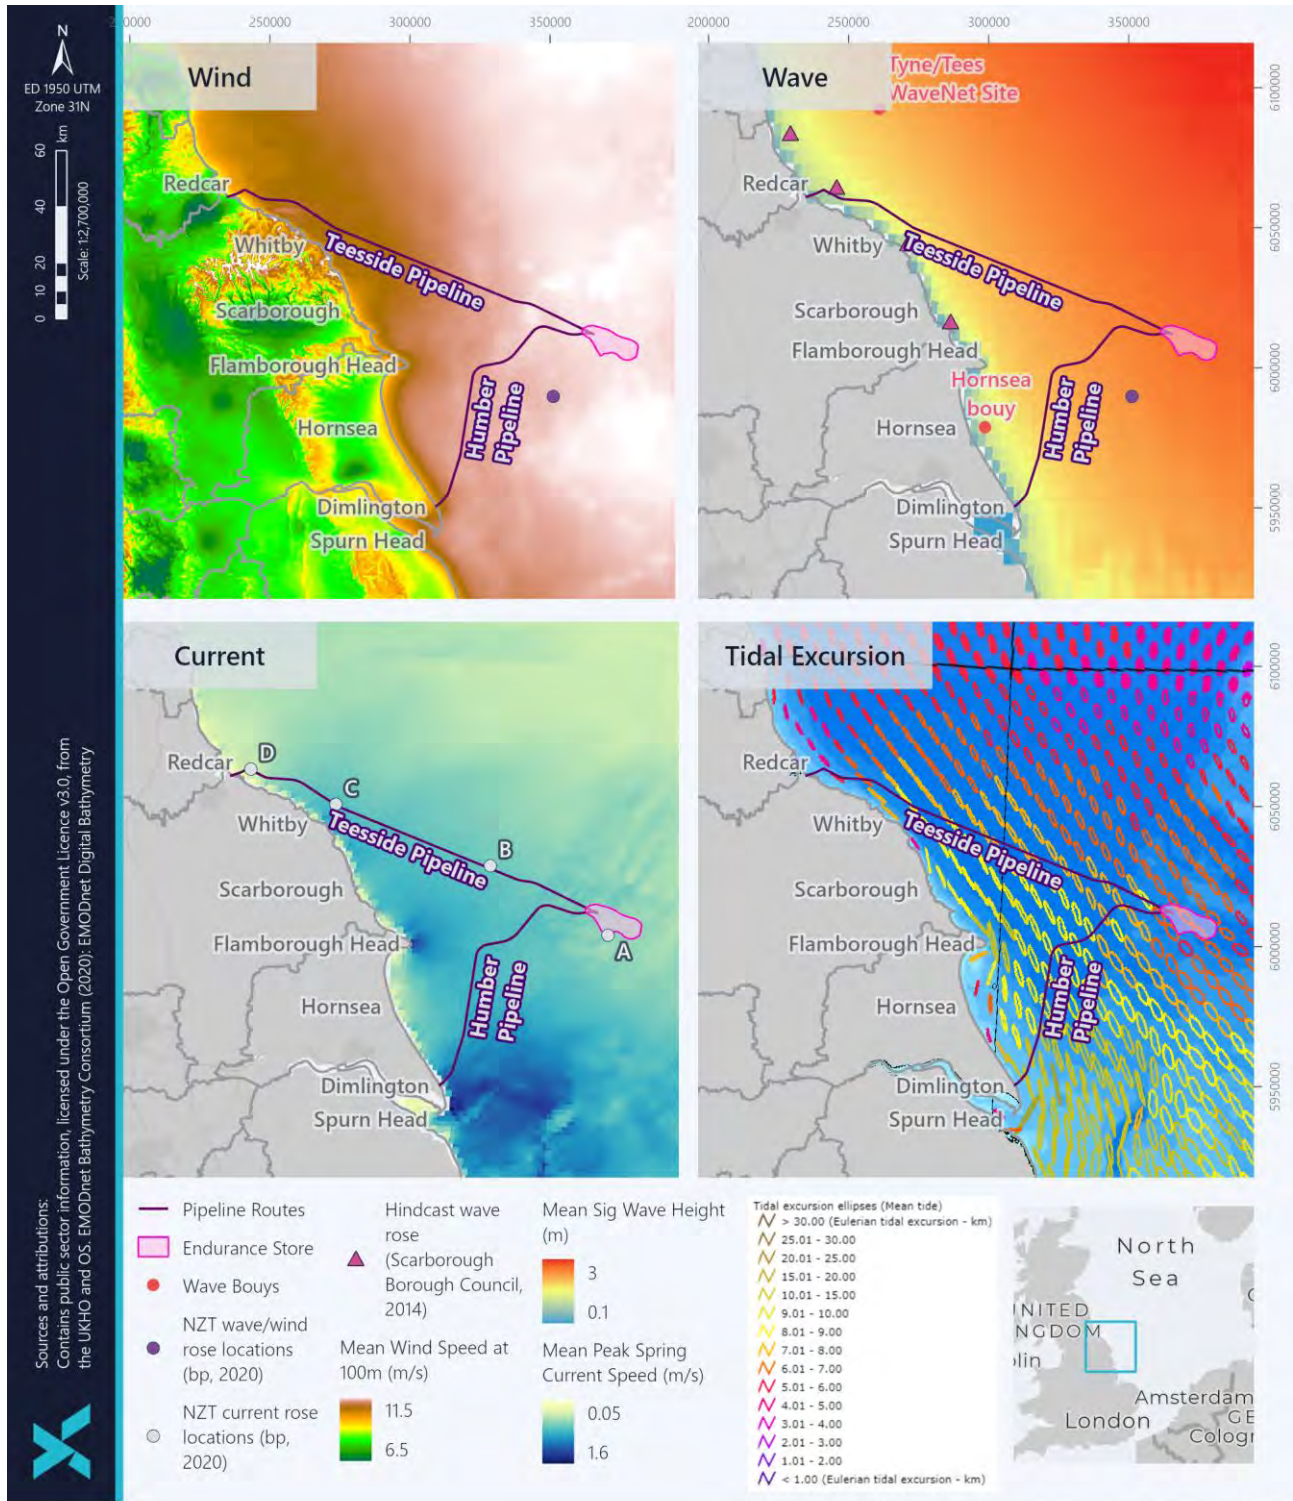 N
ED 1950 UTM
Zone 31N
60
40
20
10
0
km
Scale: 1:2,700,000
Sources and attributions:
Contains public sector information, licensed under the Open Government Licence v3.0, from
the UKHO and OS. EMODnet Bathymetry Consortium (2020): EMODnet Digital Bathymetry
200000
250000
300000
350000
Wind
Redcar
Whitby
Teesside Pipeline
Scarborough
Flamborough Head
Hornsea
Humber
Pipeline
Dimlington
Spurn Head
200000
250000
300000
350000
Wave
Tyne/Tees
WaveNet Site
Redcar
Whitby
Teesside Pipeline
Scarborough
Flamborough Head
Hornsea
bouy
Hornsea
Humber
Pipeline
Dimlington
Spurn Head
6100000
6050000
6000000
5950000
Current
Redcar
D
C
Whitby
Teesside Pipeline
B
Scarborough
Flamborough Head
A
Hornsea
Humber
Pipeline
Dimlington
Spurn Head
Tidal Excursion
Redcar
Whitby
Teesside Pipeline
Scarborough
Flamborough Head
Hornsea
Humber
Pipeline
Dimlington
Spurn Head
6100000
6050000
6000000
5950000
Pipeline Routes
Endurance Store
Wave Bouys
NZT wave/wind
rose locations
(bp, 2020)
NZT current rose
locations (bp,
2020)
Hindcast wave
rose
(Scarborough
Borough Council,
2014)
Mean Wind Speed at
100m (m/s)
11.5
6.5
Mean Sig Wave Height
(m)
3
0.1
Mean Peak Spring
Current Speed (m/s)
0.05
1.6
Tidal excursion ellipses (Mean tide)
> 30.00 (Eulerian tidal excursion - km)
25.01 - 30.00
20.01 - 25.00
15.01 - 20.00
10.01 - 15.00
9.01 - 10.00
8.01 - 9.00
7.01 - 8.00
6.01 - 7.00
5.01 - 6.00
4.01 - 5.00
3.01 - 4.00
2.01 - 3.00
1.01 - 2.00
< 1.00 (Eulerian tidal excursion - km)
North
Sea
UNITED
NGDOM
lin
Amsterdam
London
GE
Cologn